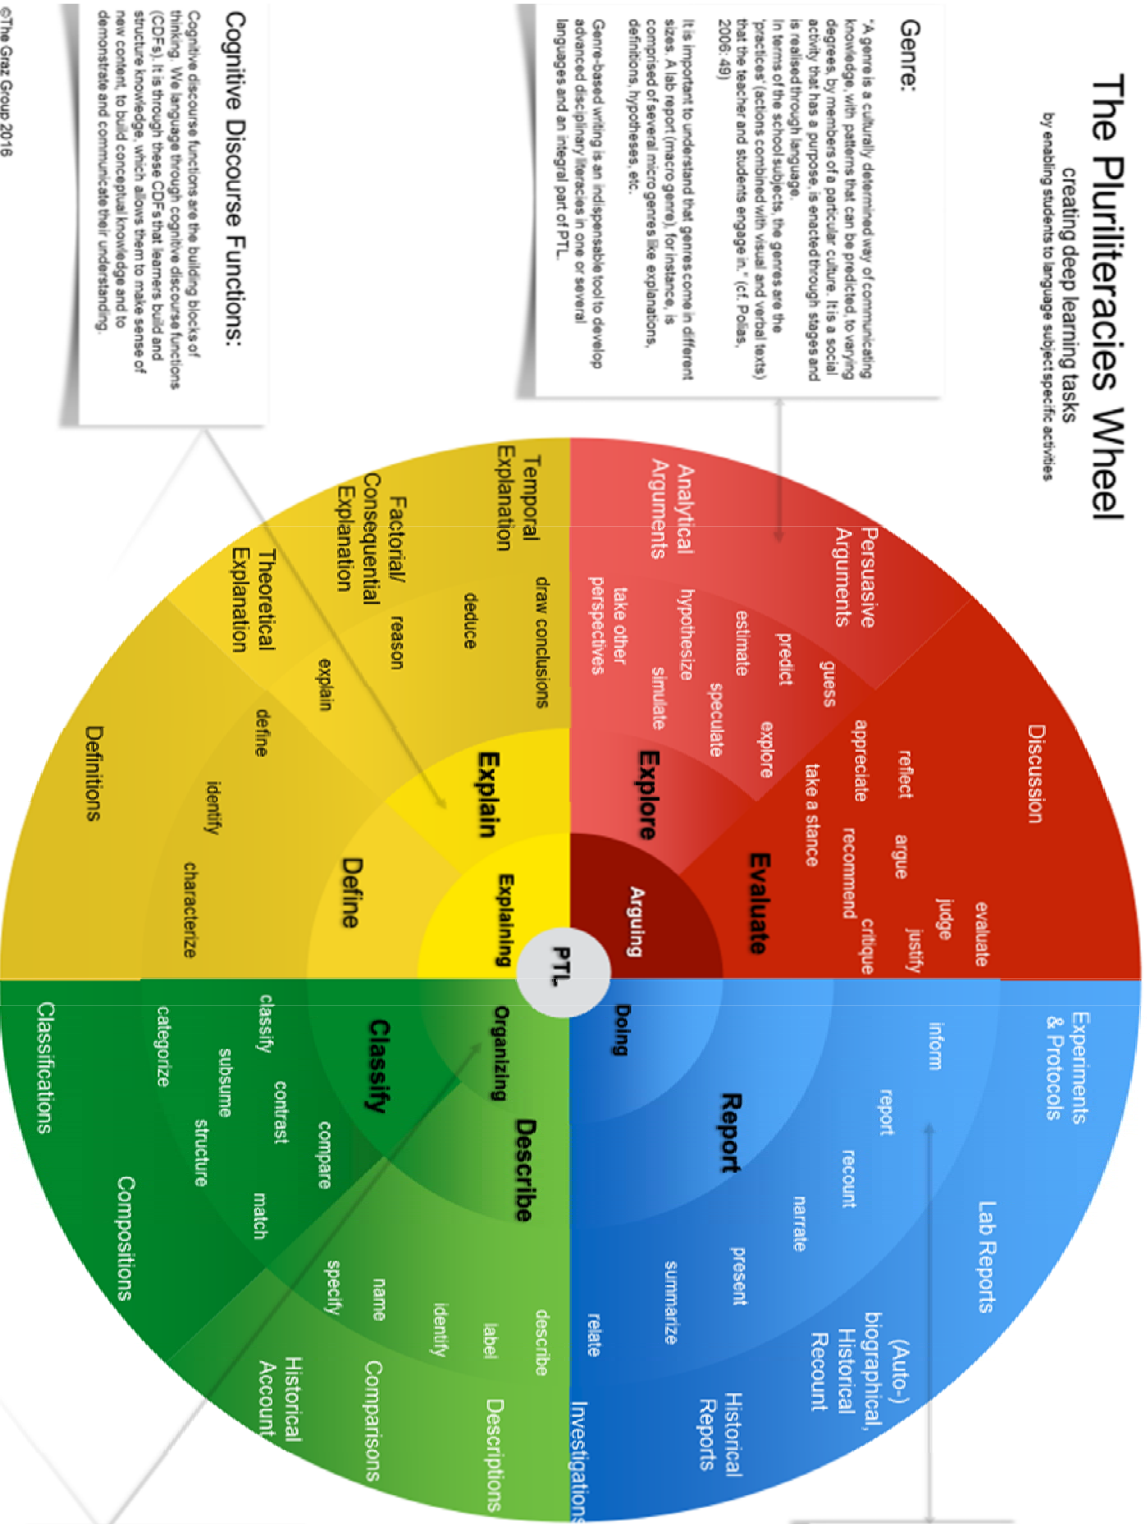 The Pluriliteracies Wheel
creating deep learning tasks
by enabling students to language subject specific activities
Genre:
"A genre is a culturally determined way of communicating
knowledge, with patterns that can be predicted, to varying
degrees, by members of a particular culture. It is a social
activity that has a purpose, is enacted through stages and
is realised through language.
In terms of the school subjects, the genres are the
'practices' (actions combined with visual and verbal texts)
that the teacher and students engage in." (cf. Polias,
2006: 49)
It is important to understand that genres come in different
sizes. A lab report (macro genre), for instance, is
comprised of several micro genres like explanations,
definitions, hypotheses, etc.
Genre-based writing is an indispensable tool to develop
advanced disciplinary literacies in one or several
languages and an integral part of PTL.
Cognitive Discourse Functions:
Cognitive discourse functions are the building blocks of
thinking. We language through cognitive discourse functions
(CDFs). It is through these CDFs that learners build and
structure knowledge, which allows them to make sense of
new content, to build conceptual knowledge and to
demonstrate and communicate their understanding.
©The Graz Group 2016
Discussion
evaluate
judge
justify
reflect
argue
critique
appreciate
recommend
take a stance
Evaluate
Persuasive
Arguments
Analytical
Arguments
guess
predict
explore
estimate
speculate
hypothesize
simulate
take other
perspectives
Explore
Arguing
Experiments
& Protocols
Lab Reports
(Auto-)
biographical,
Historical
Recount
Historical
Reports
Investigations
inform
report
recount
narrate
present
summarize
relate
Report
Doing
PTL
Temporal
Explanation
Factorial/
Consequential
Explanation
Theoretical
Explanation
draw conclusions
deduce
reason
explain
Explain
Explaining
Define
define
identify
characterize
Definitions
Organizing
Describe
describe
label
identify
name
specify
Descriptions
Comparisons
Historical
Account
Classify
compare
contrast
match
classify
subsume
structure
categorize
Compositions
Classifications